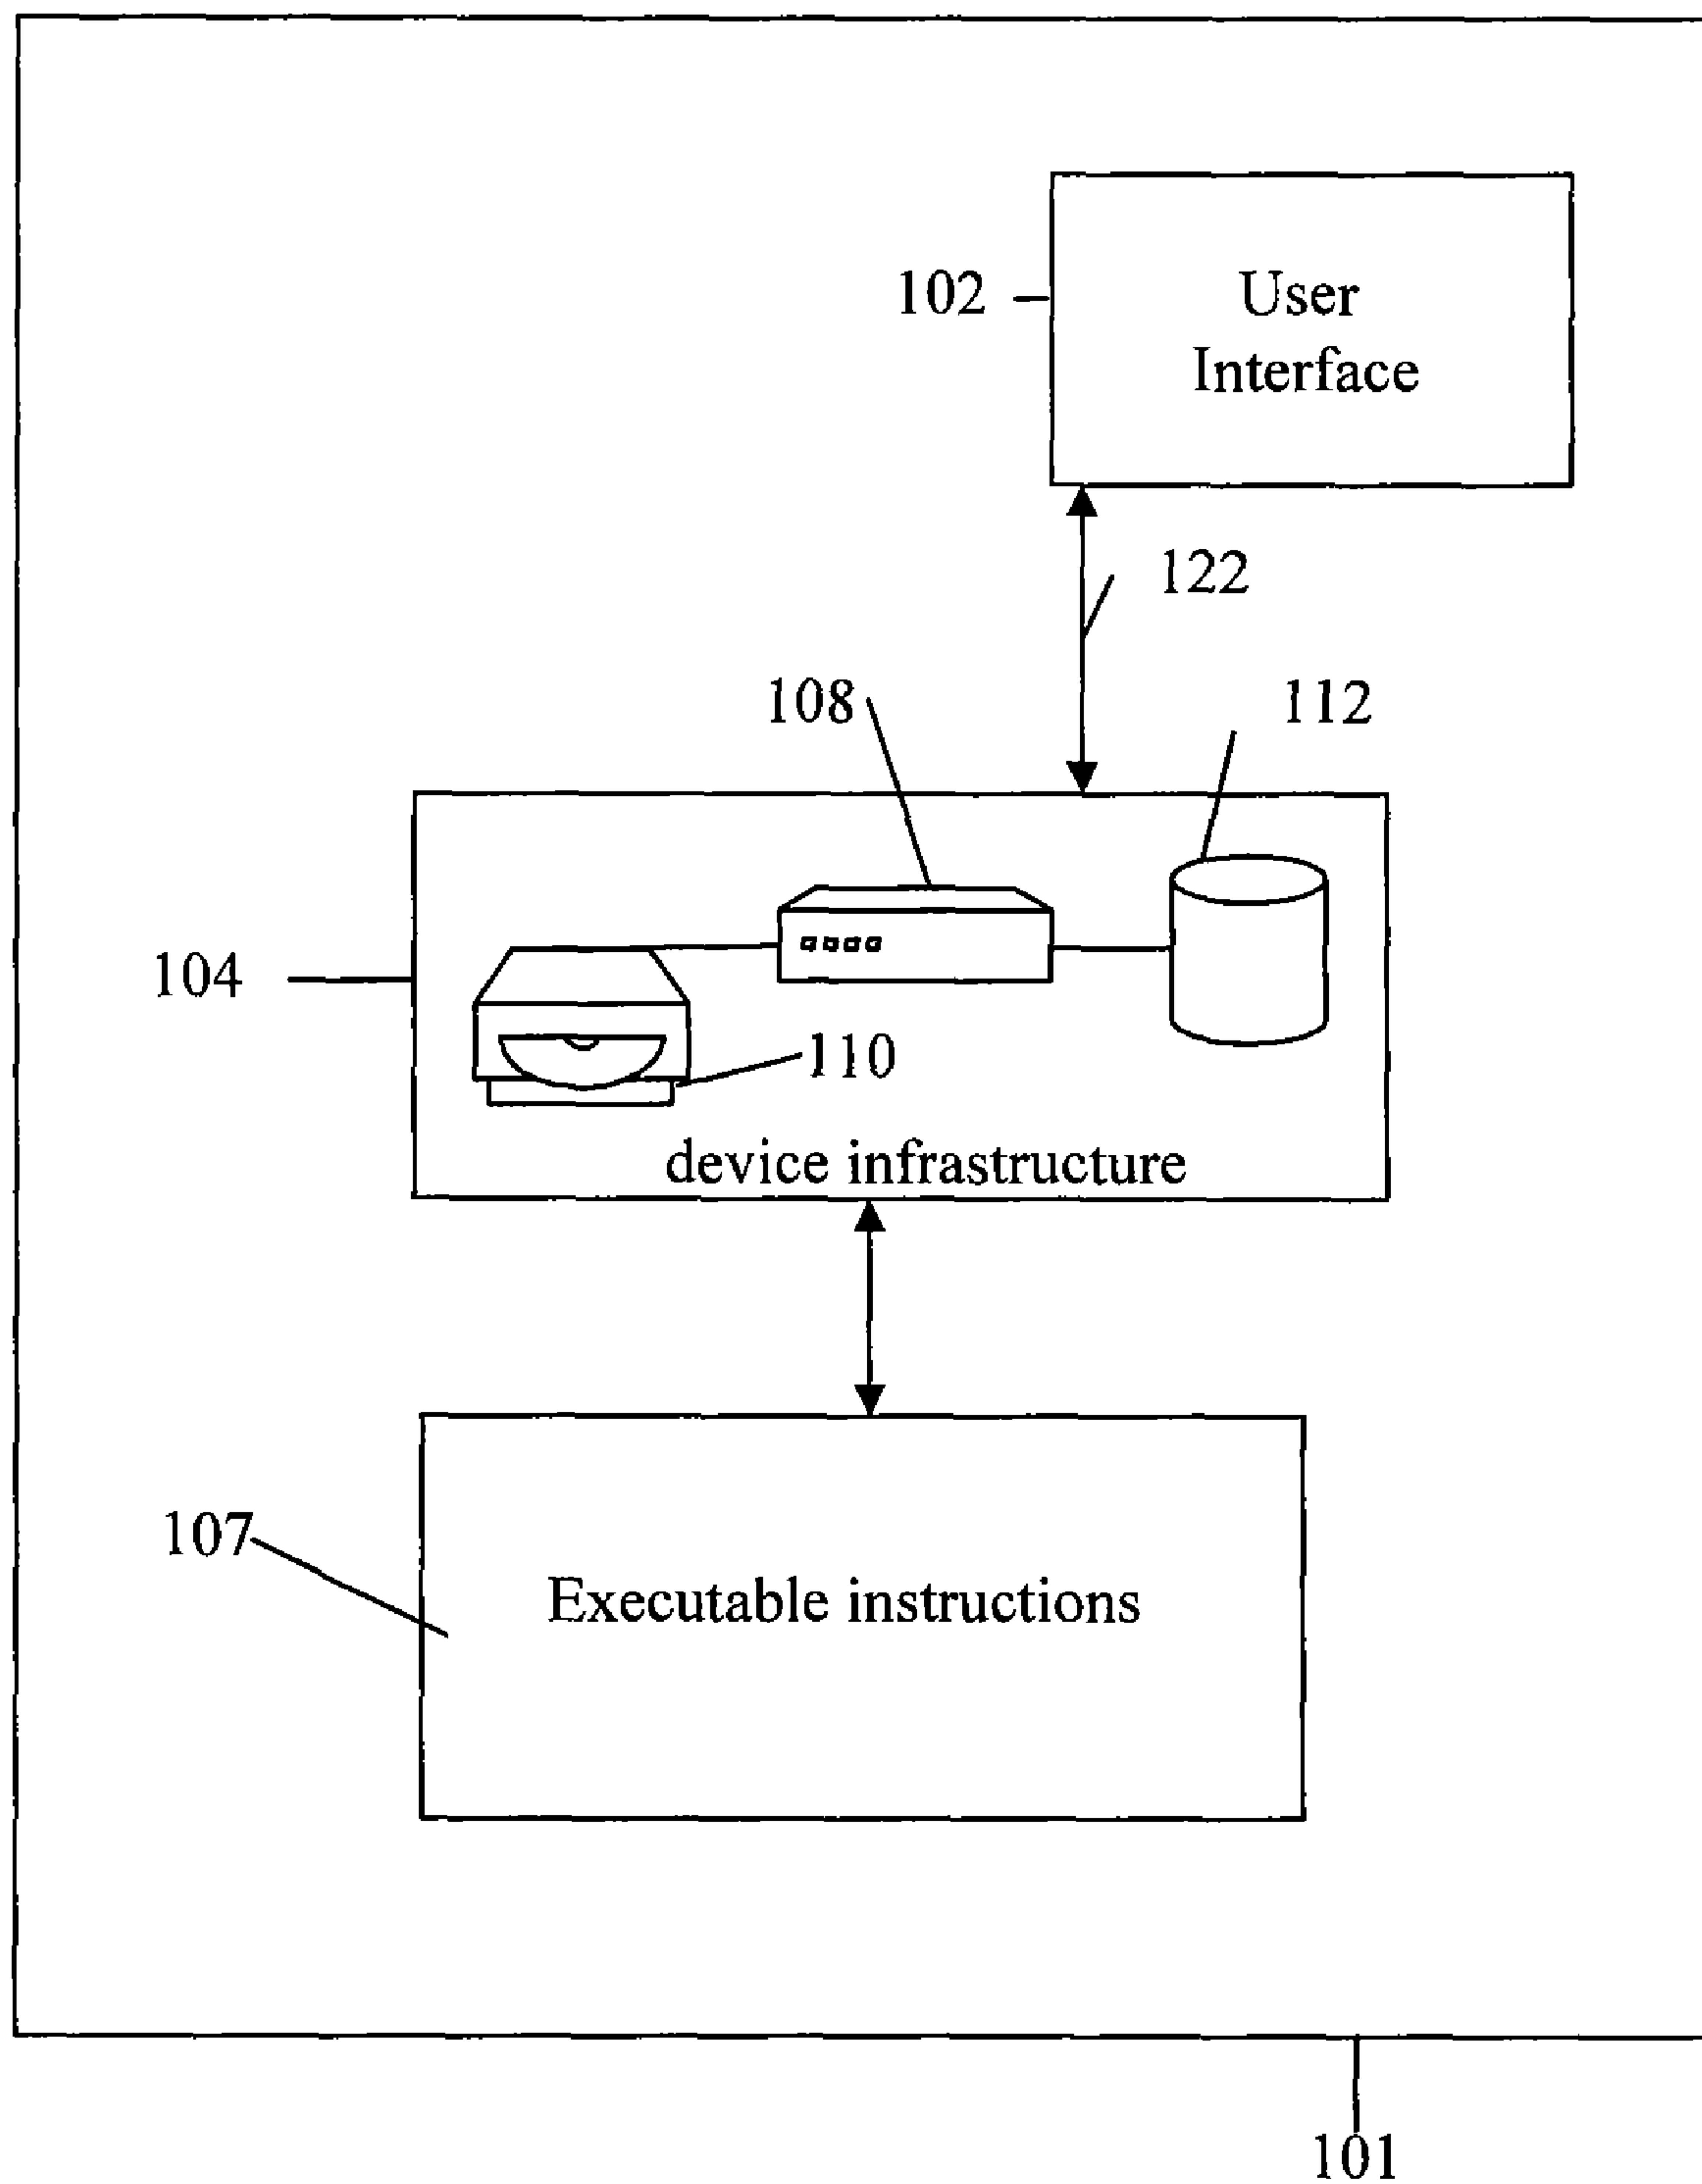 102
User
Interface
122
108
112
104
110
device infrastructure
107
Executable instructions
101